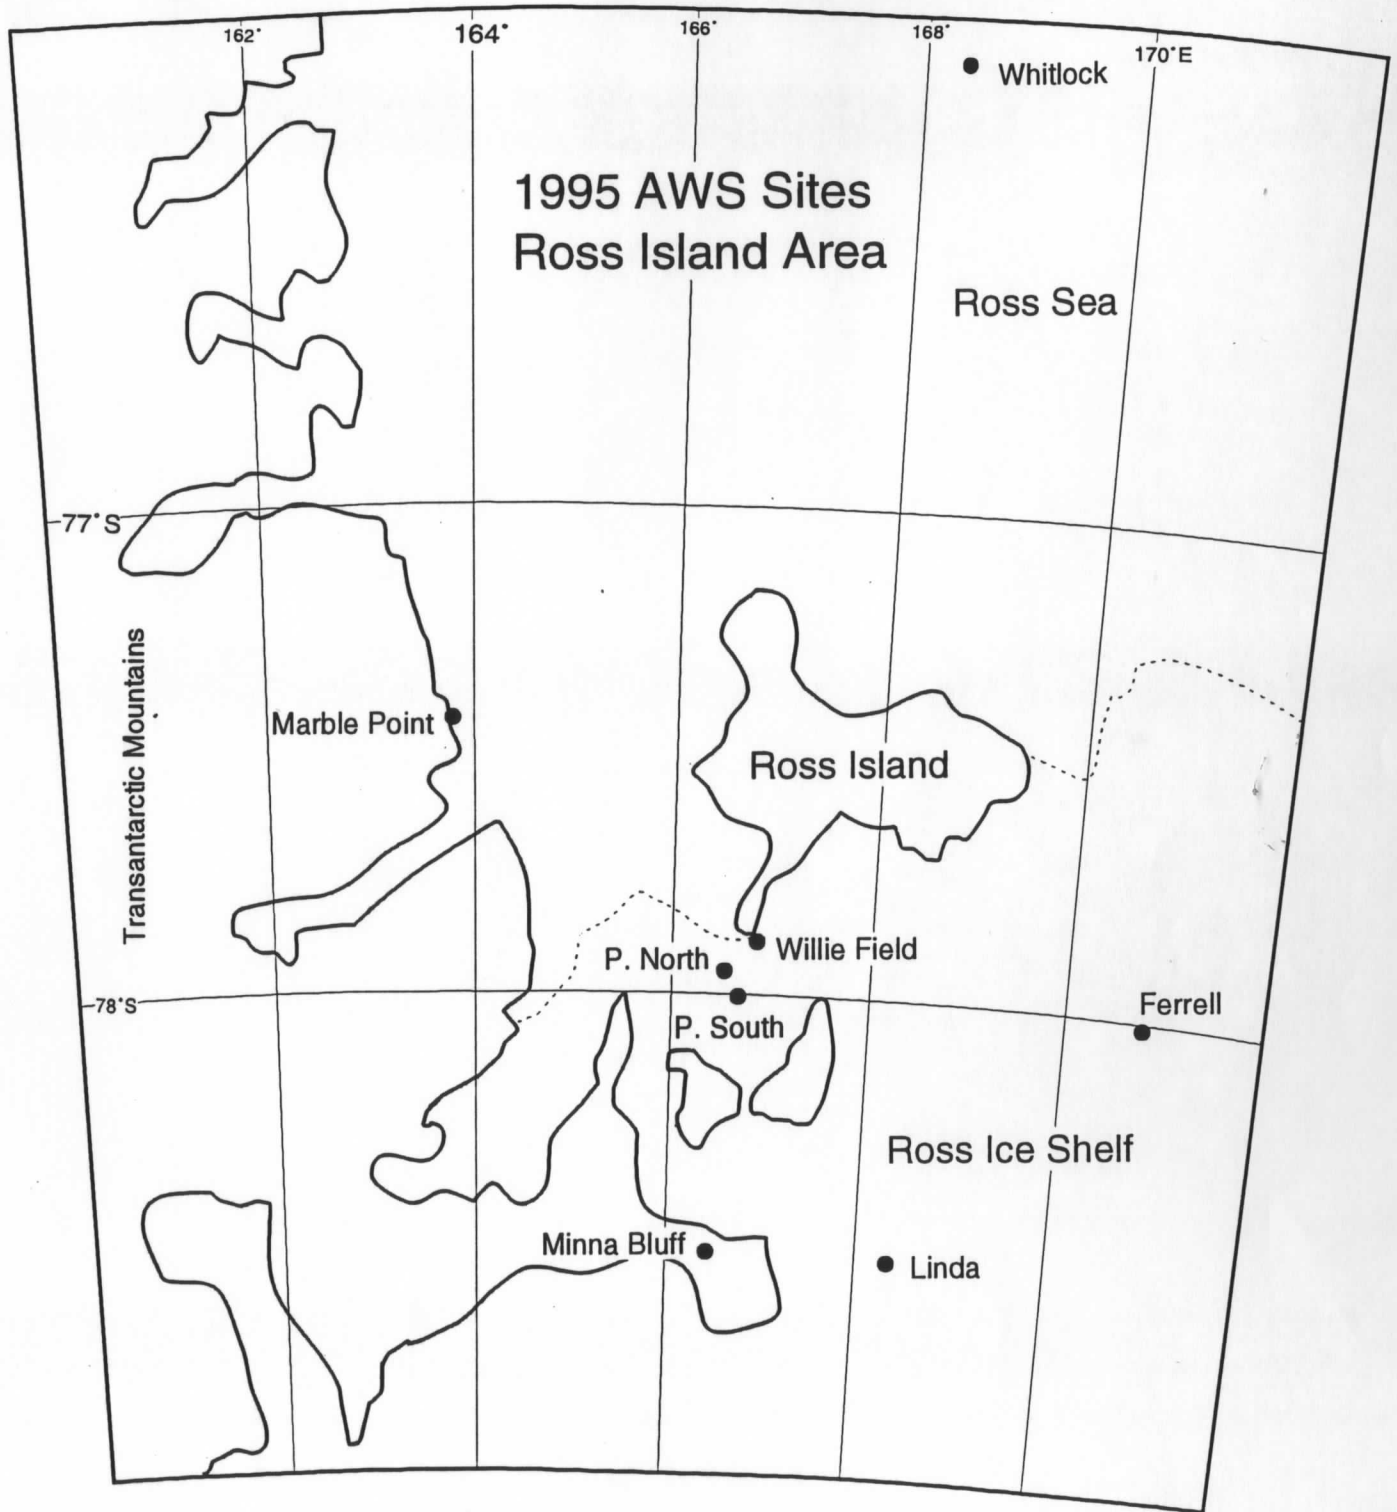 162°
164°
166°
168°
170°E
Whitlock
1995 AWS Sites
Ross Island Area
Ross Sea
77°S
Transantarctic Mountains
Marble Point
Ross Island
Willie Field
P. North
78°S
P. South
Ferrell
Ross Ice Shelf
Minna Bluff
Linda